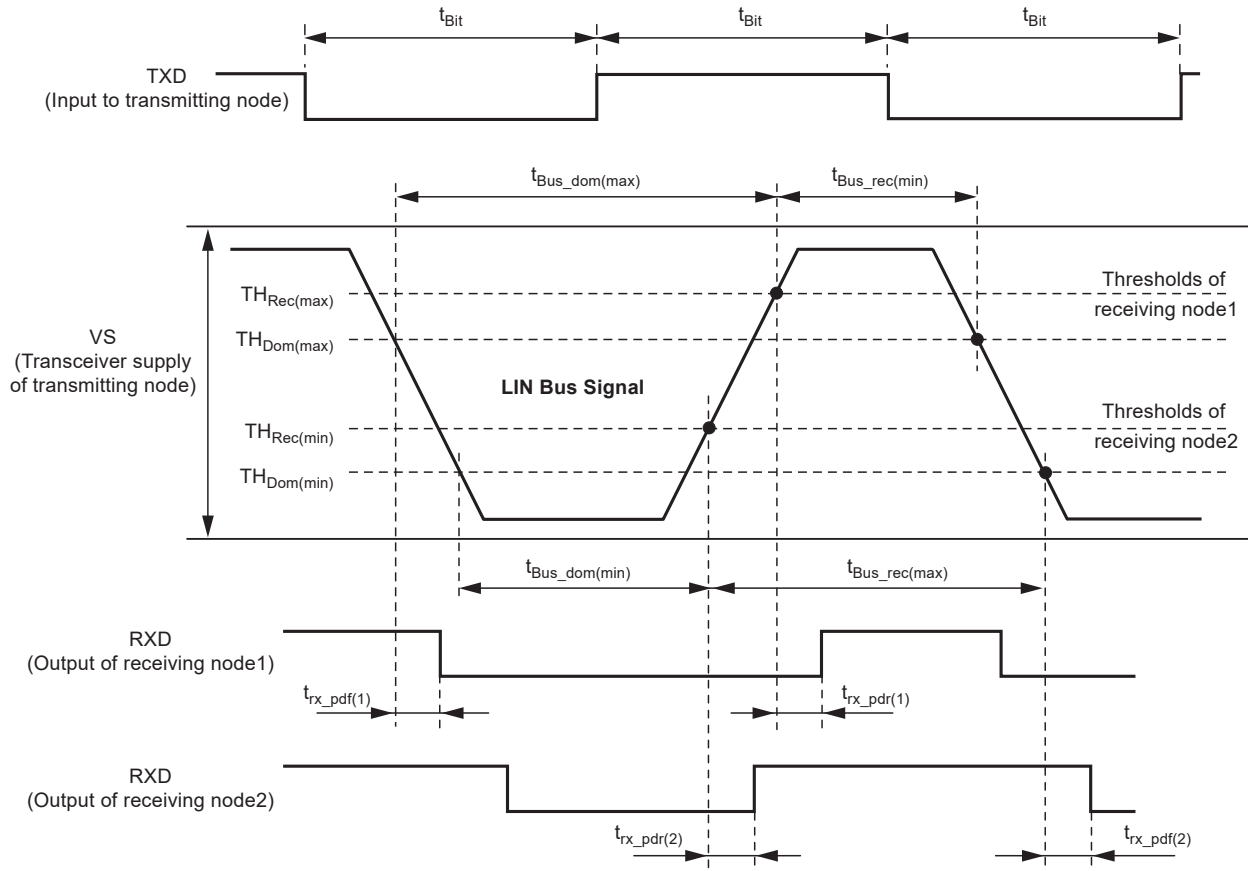 tBit
tBit
tBit
TXD
(Input to transmitting node)
tBus_dom(max)
tBus_rec(min)
THRec(max)
Thresholds of
receiving node1
VS
(Transceiver supply
of transmitting node)
THDom(max)
LIN Bus Signal
THRec(min)
Thresholds of
receiving node2
THDom(min)
tBus_dom(min)
tBus_rec(max)
RXD
(Output of receiving node1)
trx_pdf(1)
trx_pdr(1)
RXD
(Output of receiving node2)
trx_pdr(2)
trx_pdf(2)